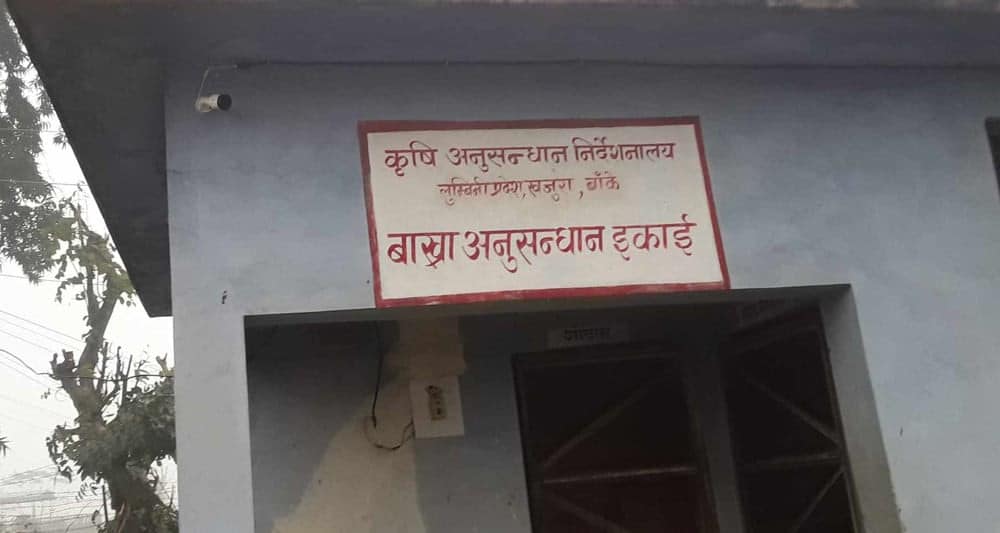 कृषि अनुसन्धान निर्देशनालय
लुम्बिनी प्रदेश, खजुरा, बाँके
बाख्रा अनुसन्धान इकाई